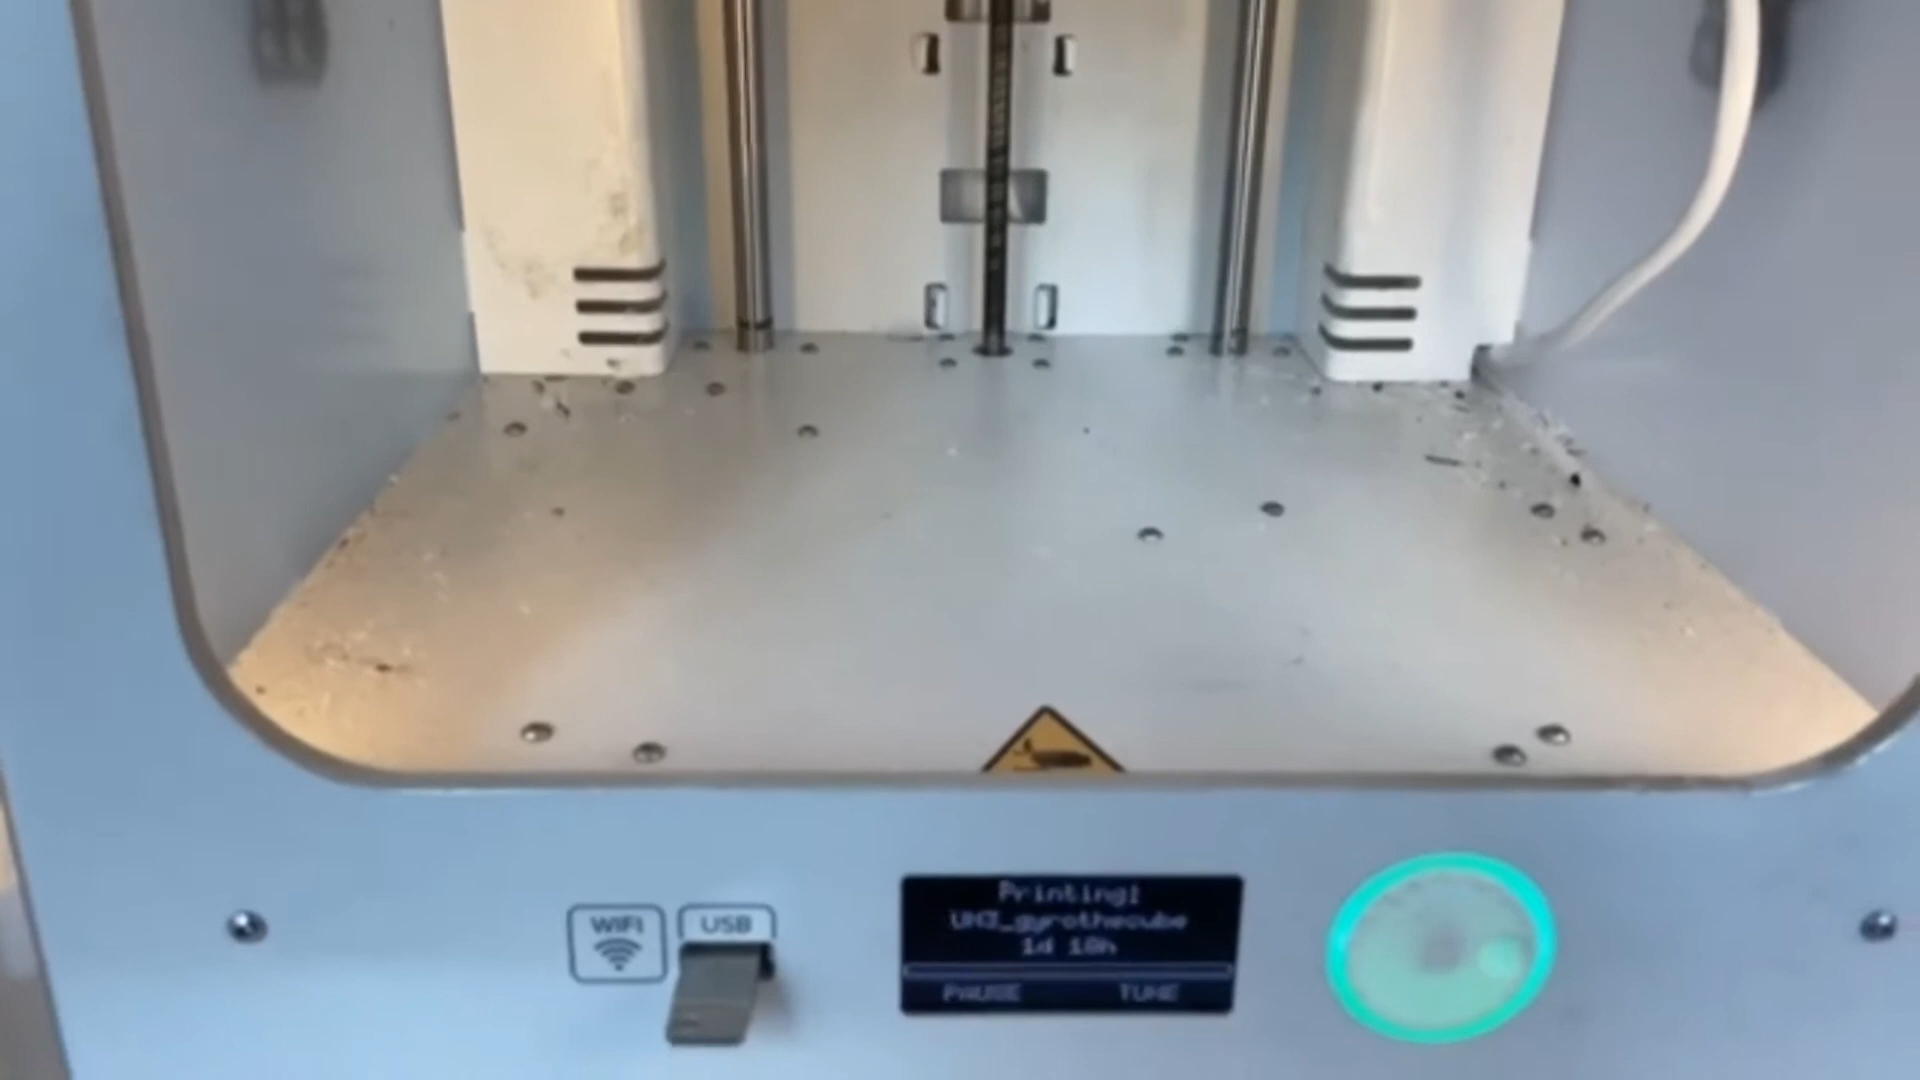 WIFI
USB
Printing!
UM3_gyrothecube
1d 18h
PAUSE
TUNE